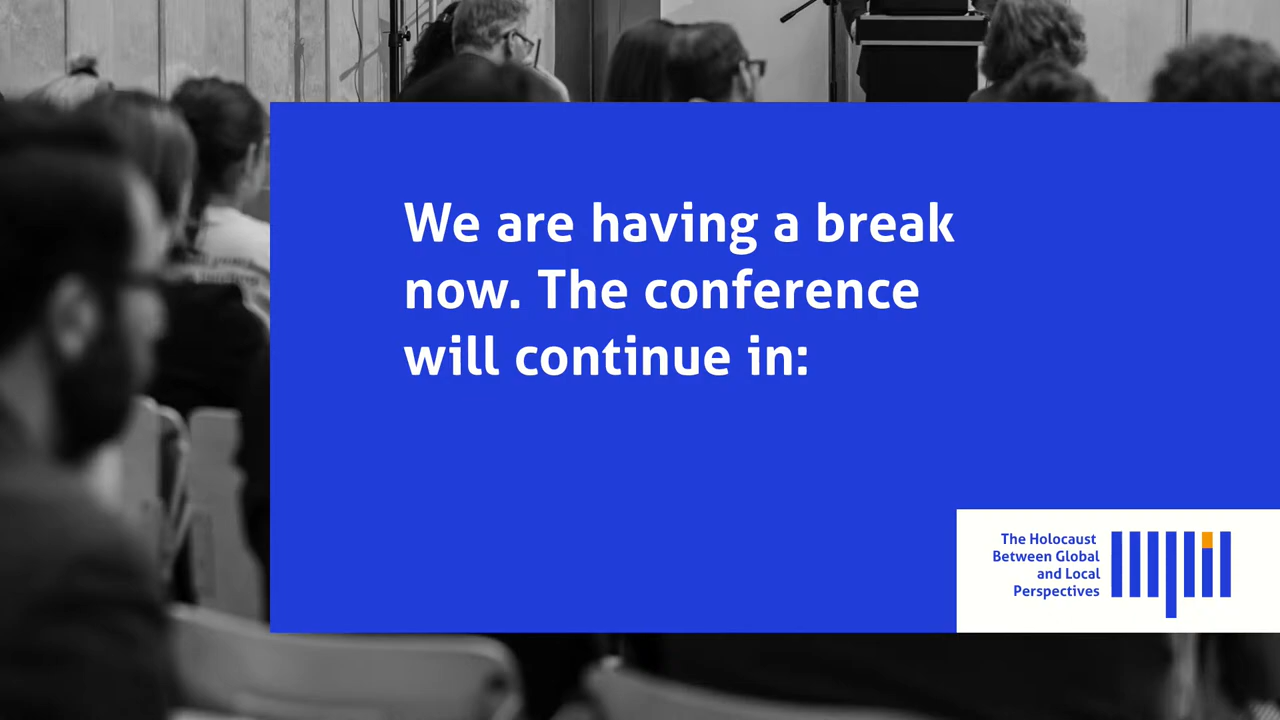 We are having a break
now. The conference
will continue in:
The Holocaust
Between Global
and Local
Perspectives